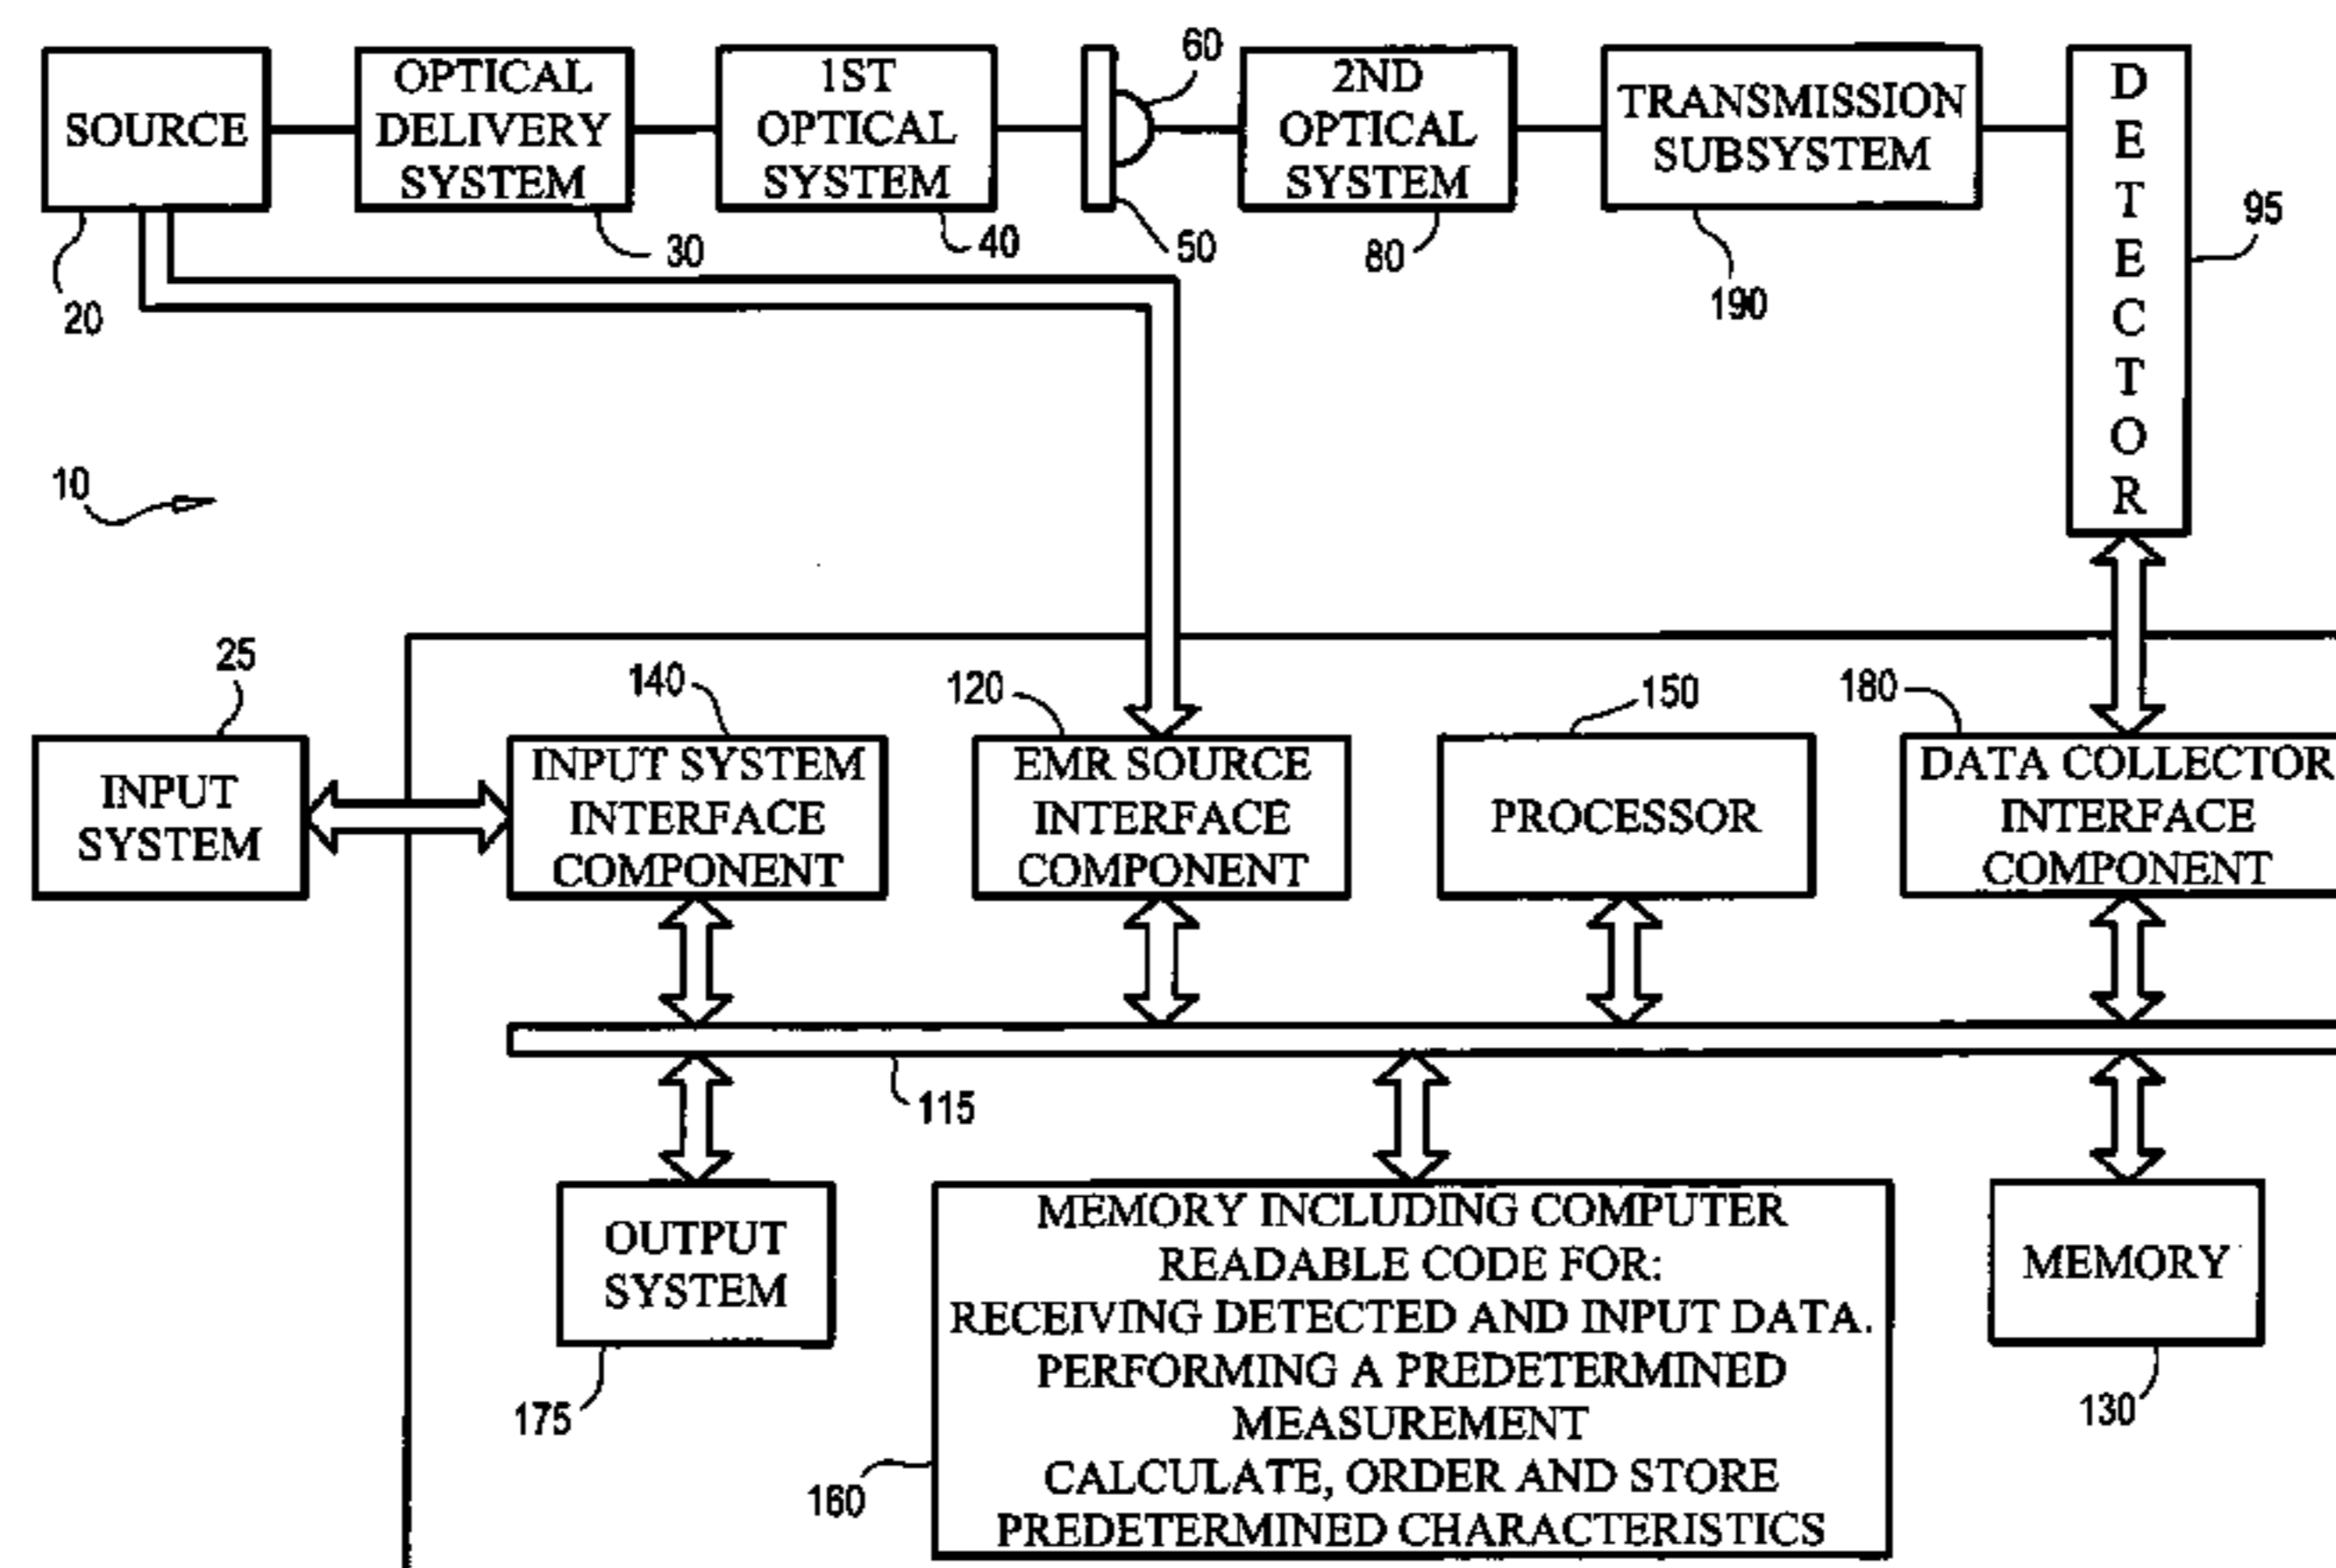 SOURCE
OPTICAL
DELIVERY
SYSTEM
1ST
OPTICAL
SYSTEM
60
2ND
OPTICAL
SYSTEM
TRANSMISSION
SUBSYSTEM
DETECTOR
20
30
40
50
80
190
95
10
25
140
120
150
180
INPUT
SYSTEM
INPUT SYSTEM
INTERFACE
COMPONENT
EMR SOURCE
INTERFACE
COMPONENT
PROCESSOR
DATA COLLECTOR
INTERFACE
COMPONENT
115
OUTPUT
SYSTEM
175
MEMORY INCLUDING COMPUTER
READABLE CODE FOR:
RECEIVING DETECTED AND INPUT DATA.
PERFORMING A PREDETERMINED
MEASUREMENT
CALCULATE, ORDER AND STORE
PREDETERMINED CHARACTERISTICS
160
MEMORY
130